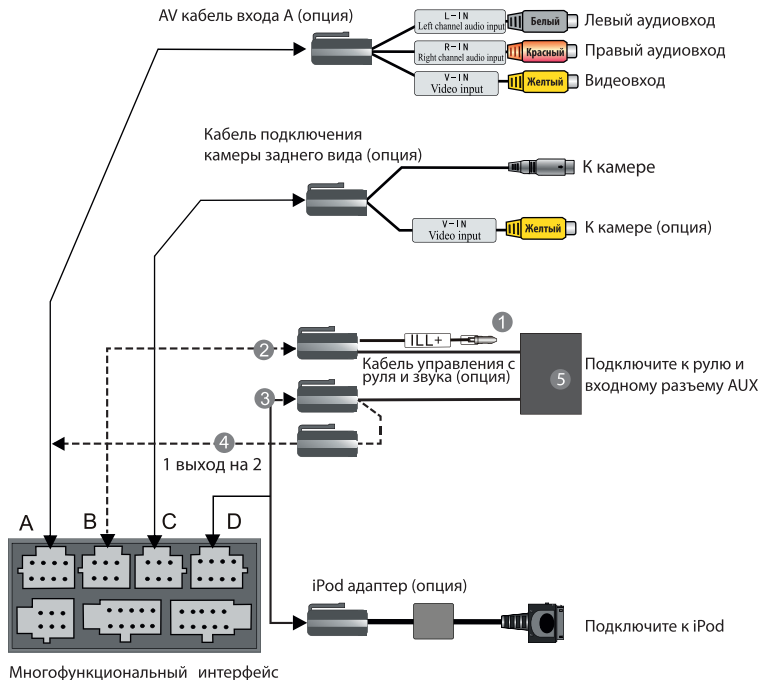 AV кабель входа A (опция)
L-IN
Left channel audio input
Белый
Левый аудиовход
R-IN
Right channel audio input
Красный
Правый аудиовход
V-IN
Video input
Желтый
Видеовход
Кабель подключения
камеры заднего вида (опция)
К камере
V-IN
Video input
Желтый
К камере (опция)
1
ILL+
2
Кабель управления с
руля и звука (опция)
5
Подключите к рулю и
входному разъему AUX
3
4
1 выход на 2
A
B
C
D
iPod адаптер (опция)
Подключите к iPod
Многофункциональный интерфейс